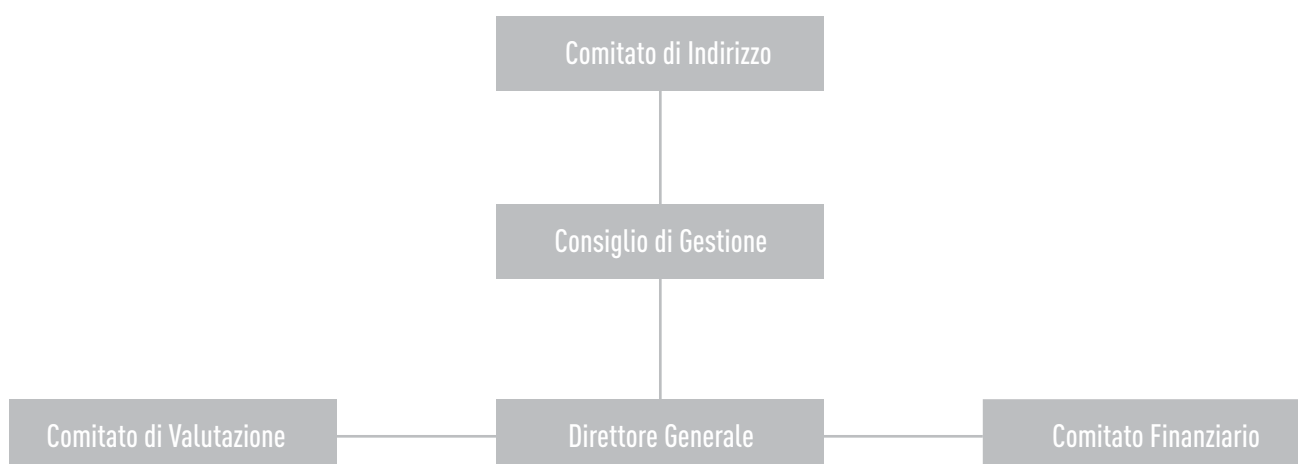 Comitato di Indirizzo
Consiglio di Gestione
Comitato di Valutazione
Direttore Generale
Comitato Finanziario